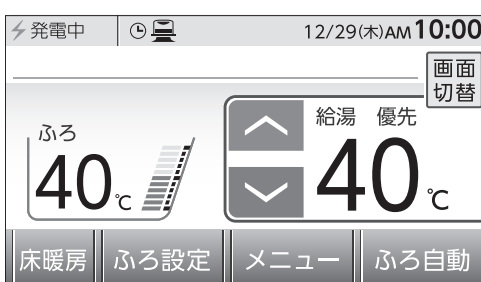 発電中 12/29(木)AM10:00
画面
切替
給湯 優先
ふろ
40℃ 40℃
床暖房 ふろ設定 メニュー ふろ自動